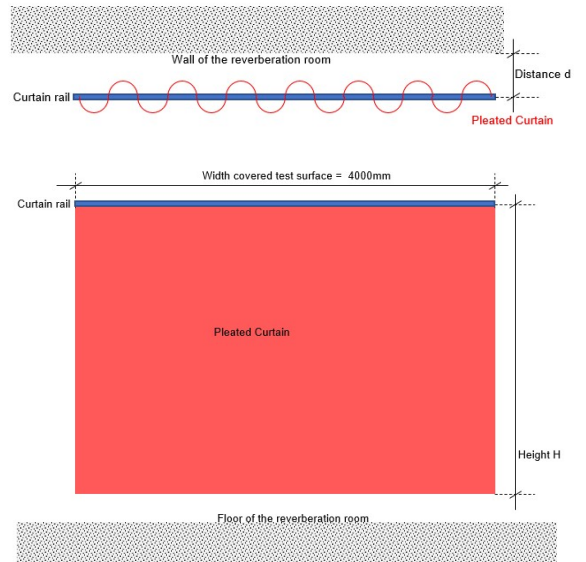 Wall of the reverberation room
Distance d
Curtain rail
Pleated Curtain
Width covered test surface = 4000mm
Curtain rail
Pleated Curtain
Height H
Floor of the reverberation room